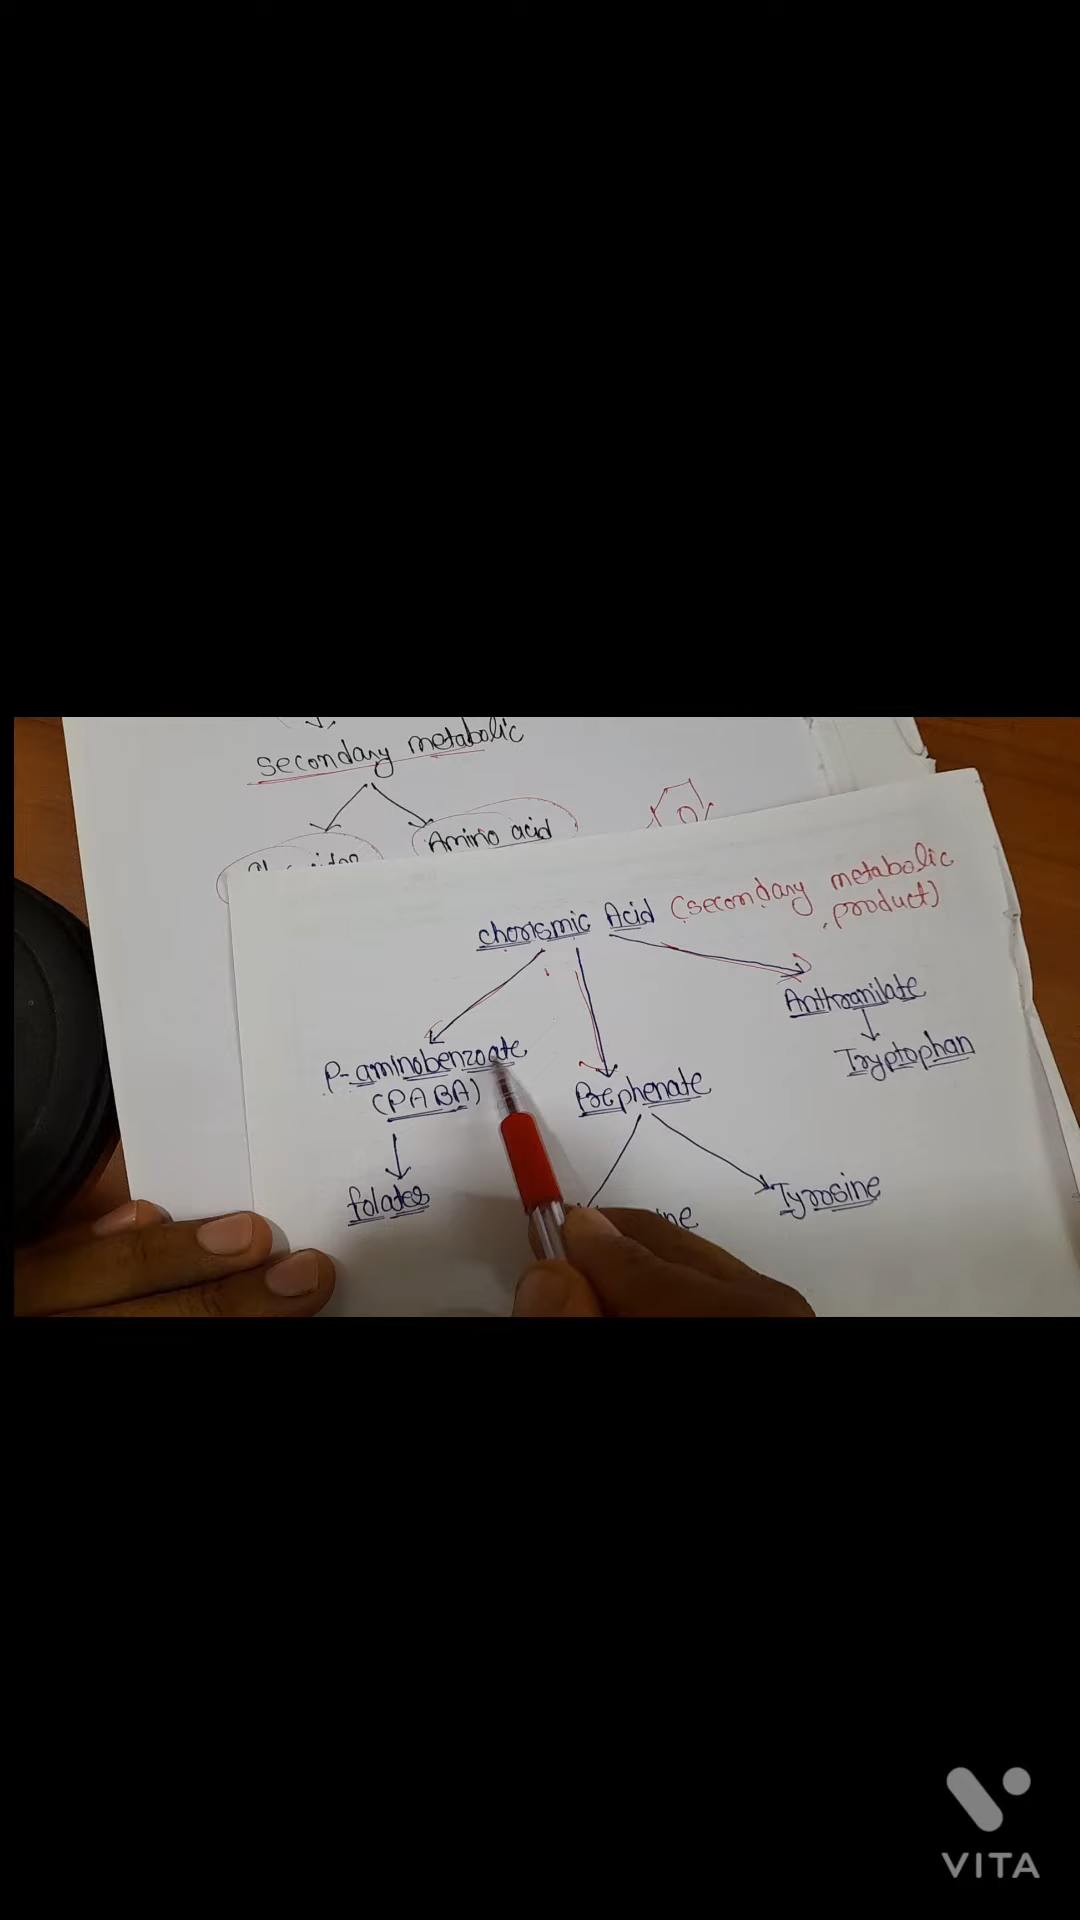 secondary metabolic
Amino acid
chorismic Acid (secondary metabolic
product)
P-aminobenzoate
(PABA)
folates
Prephenate
Tyrosine
Anthranilate
Tryptophan
VITA